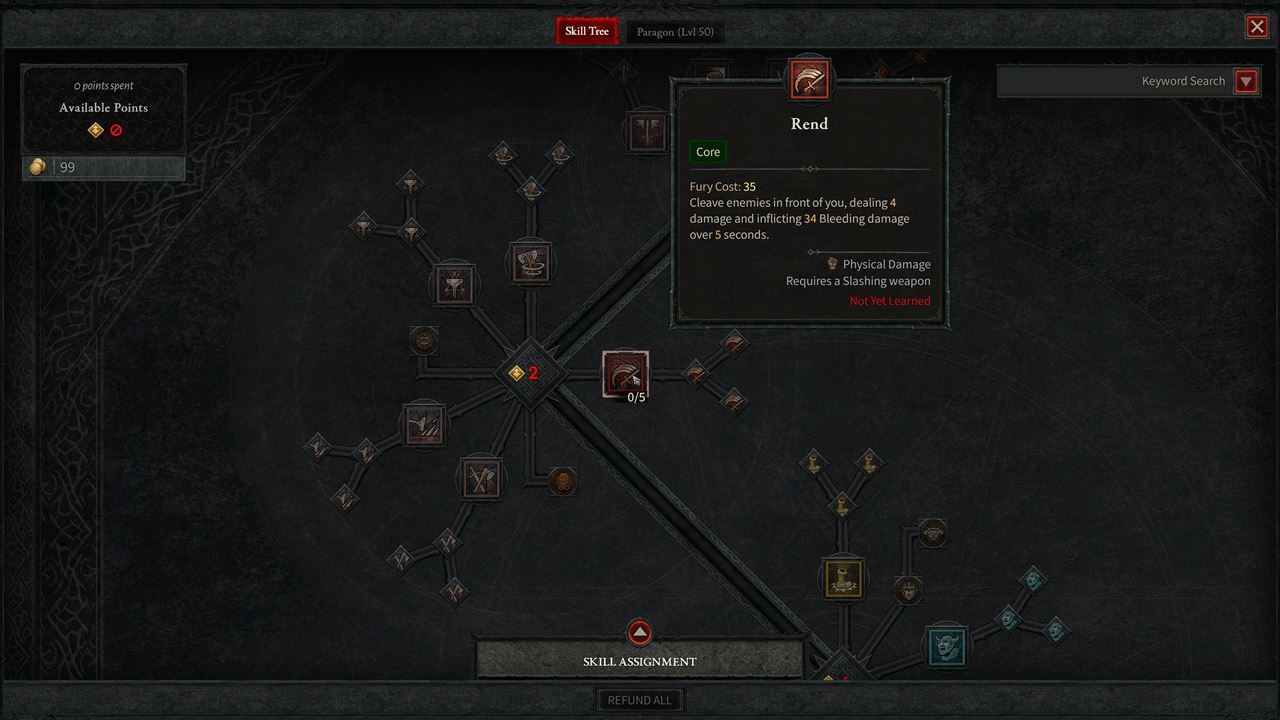 Skill Tree
Paragon (Lvl 50)
0 points spent
Available Points
99
Keyword Search
Rend
Core
Fury Cost: 35
Cleave enemies in front of you, dealing 4
damage and inflicting 34 Bleeding damage
over 5 seconds.
Physical Damage
Requires a Slashing weapon
Not Yet Learned
2
0/5
SKILL ASSIGNMENT
REFUND ALL